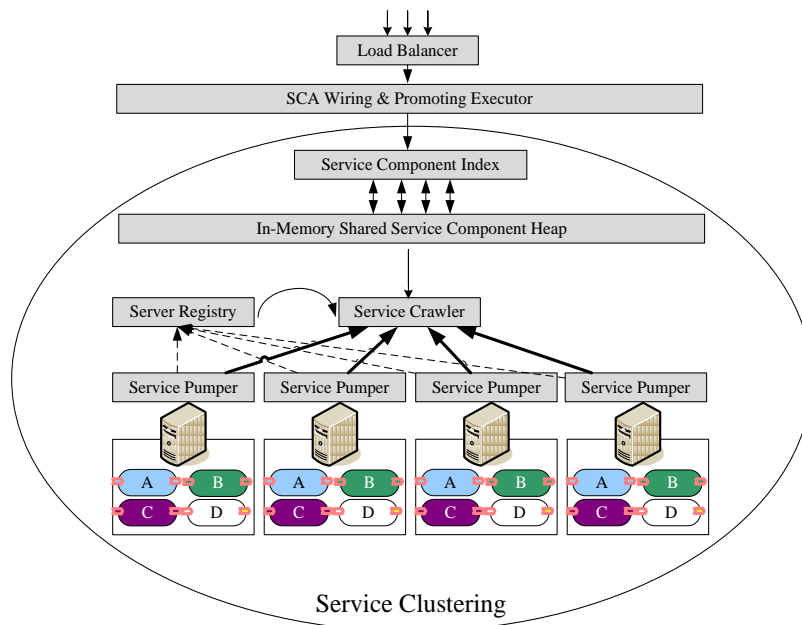 Load Balancer
SCA Wiring & Promoting Executor
Service Component Index
In-Memory Shared Service Component Heap
Server Registry
Service Crawler
Service Pumper
Service Pumper
Service Pumper
Service Pumper
A B
C D
A B
C D
A B
C D
A B
C D
Service Clustering